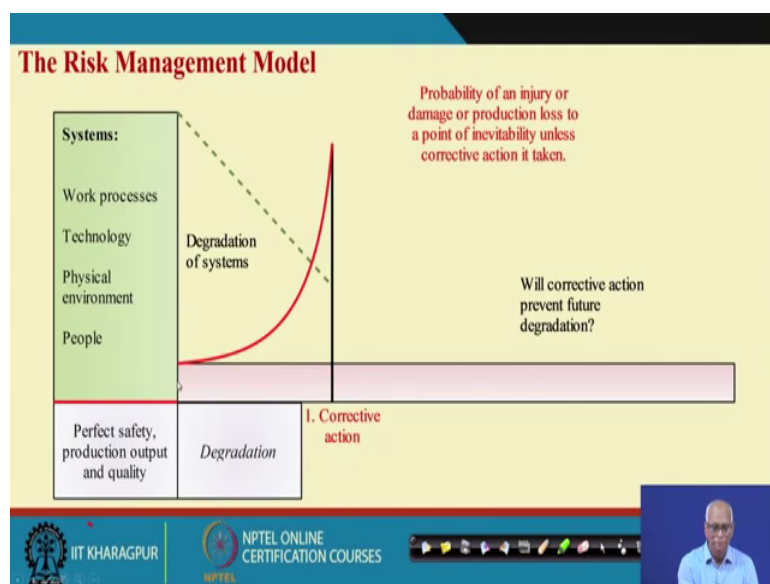 The Risk Management Model
Probability of an injury or
damage or production loss to
a point of inevitability unless
corrective action it taken.
Systems:
Work processes
Technology
Physical
environment
People
Degradation
of systems
Will corrective action
prevent future
degradation?
Perfect safety,
production output
and quality
Degradation
1. Corrective
action
IIT KHARAGPUR
NPTEL
NPTEL ONLINE
CERTIFICATION COURSES